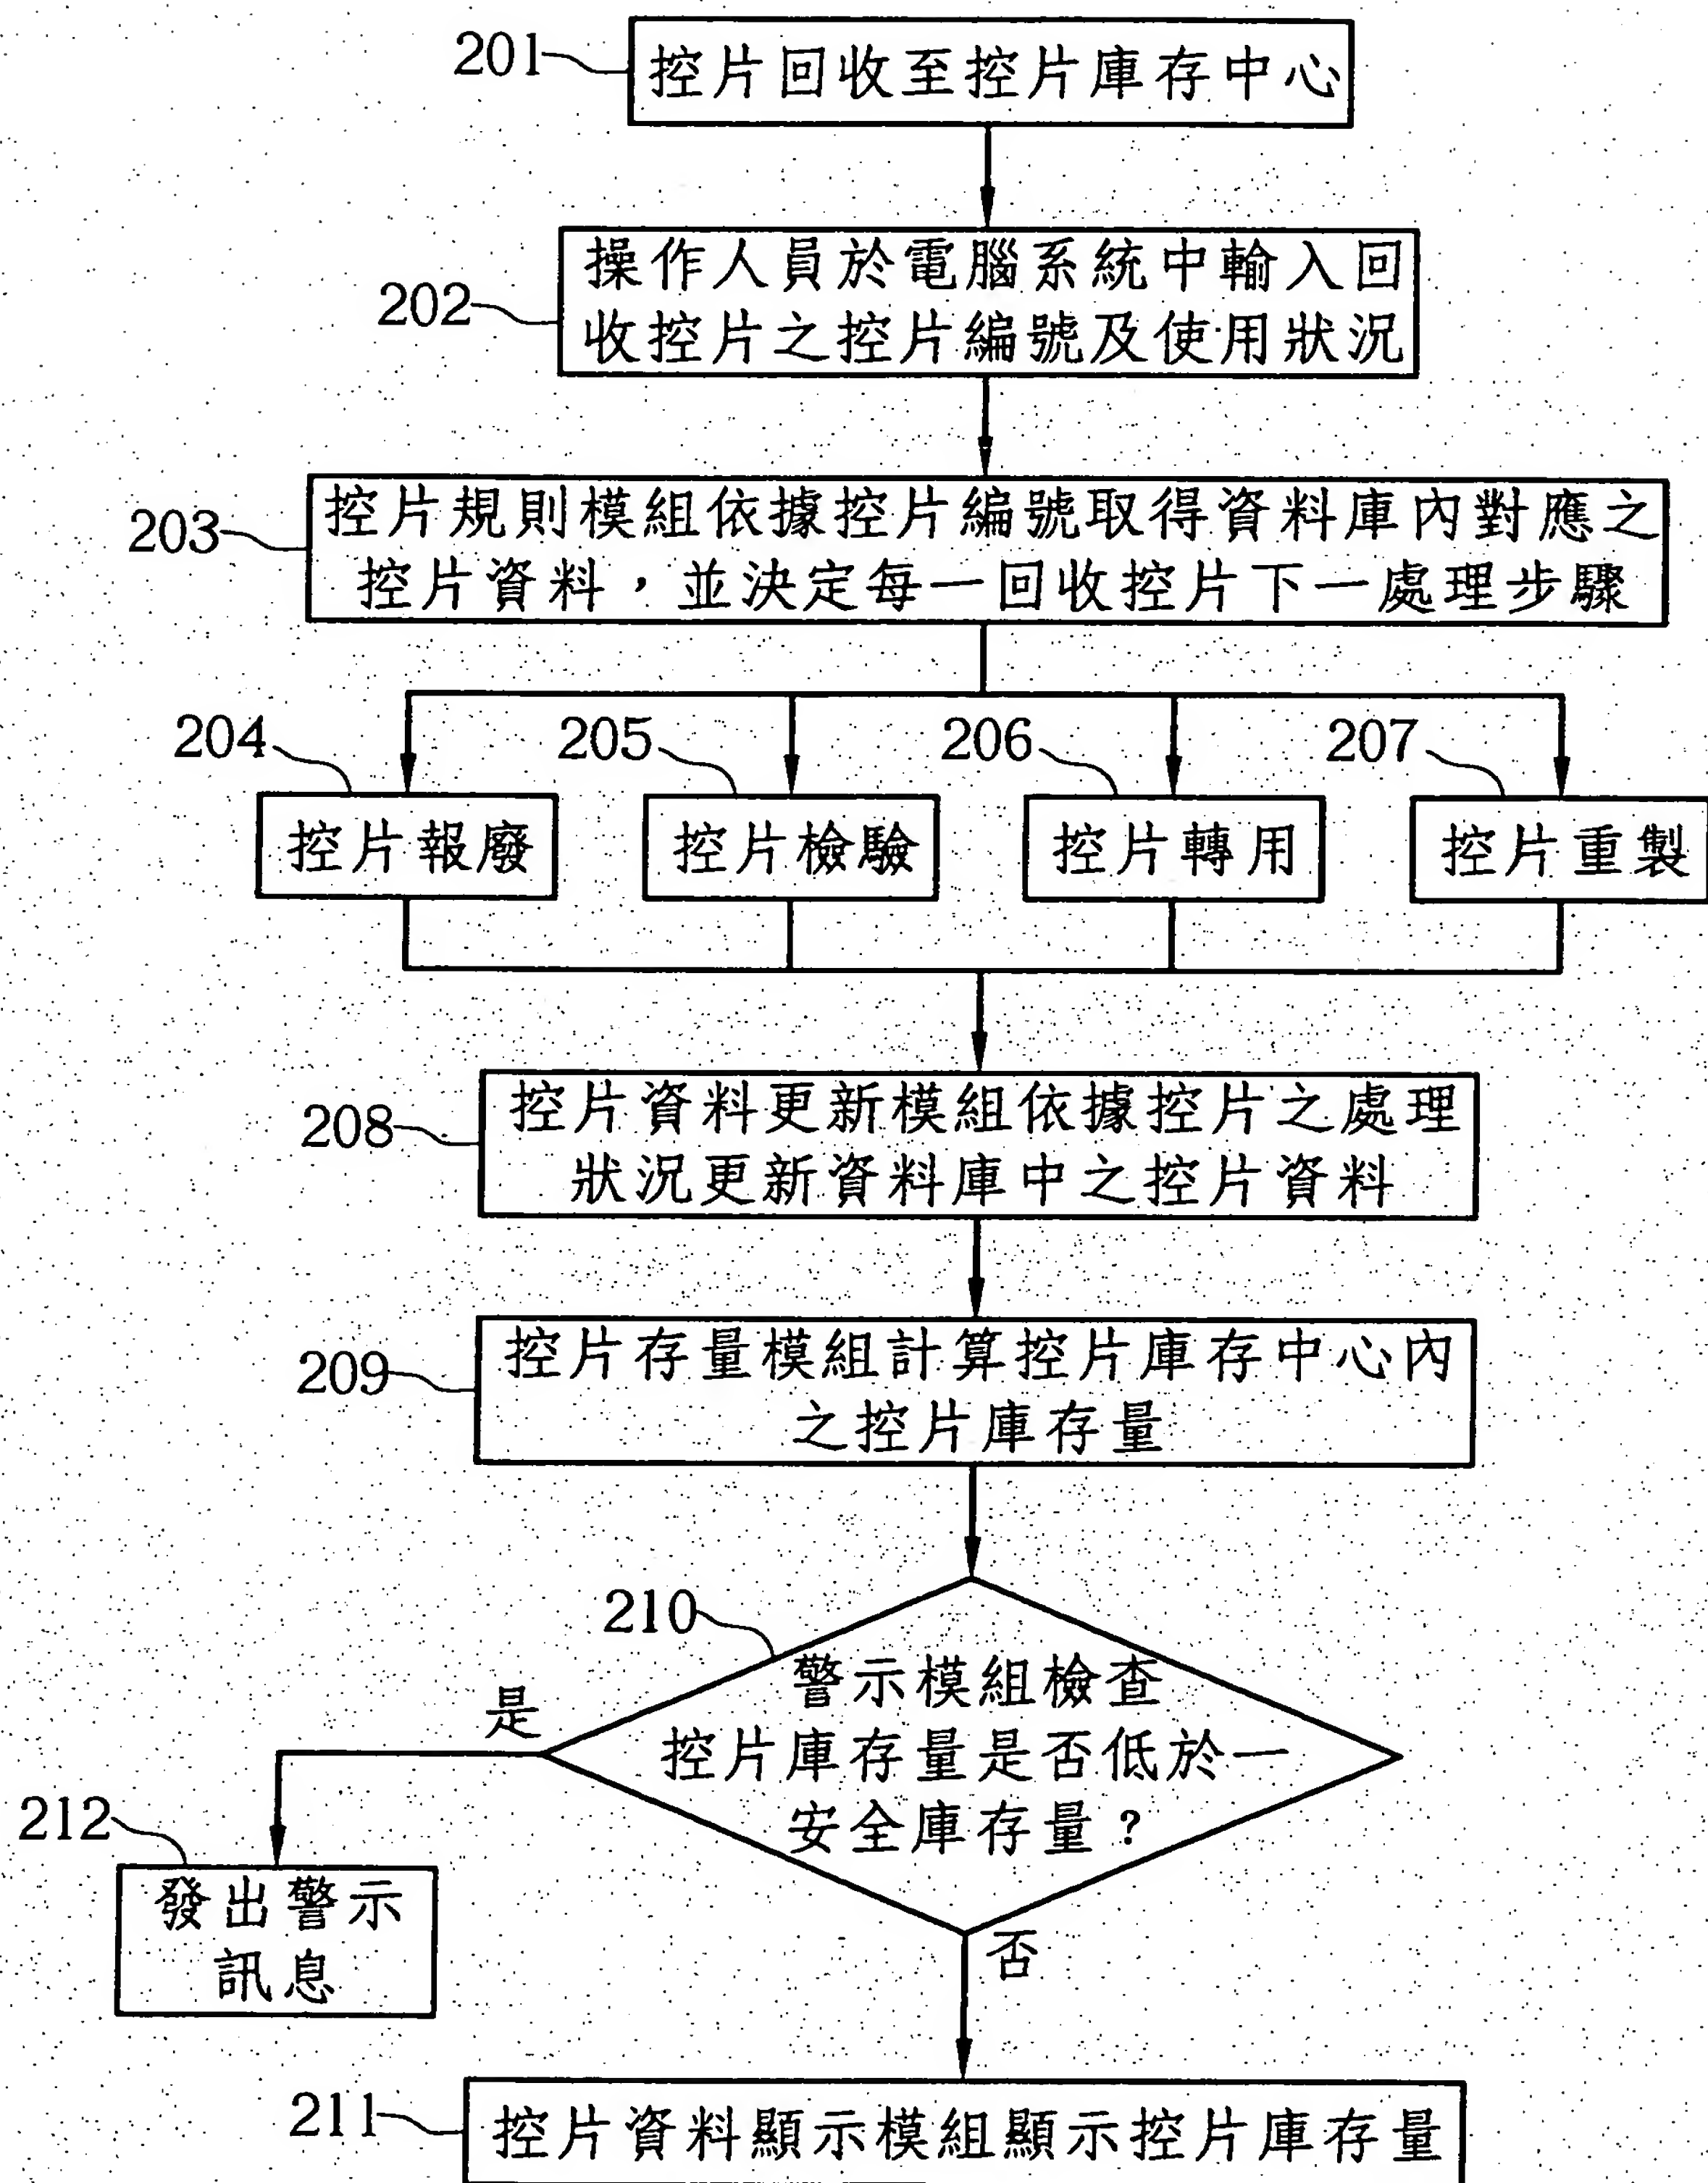 201
控片回收至控片庫存中心
202
操作人員於電腦系統中輸入回
收控片之控片編號及使用狀況
203
控片規則模組依據控片編號取得資料庫內對應之
控片資料，並決定每一回收控片下一處理步驟
204
205
206
207
控片報廢
控片檢驗
控片轉用
控片重製
208
控片資料更新模組依據控片之處理
狀況更新資料庫中之控片資料
209
控片存量模組計算控片庫存中心內
之控片庫存量
210
警示模組檢查
控片庫存量是否低於一
安全庫存量？
是
212
發出警示
訊息
否
211
控片資料顯示模組顯示控片庫存量